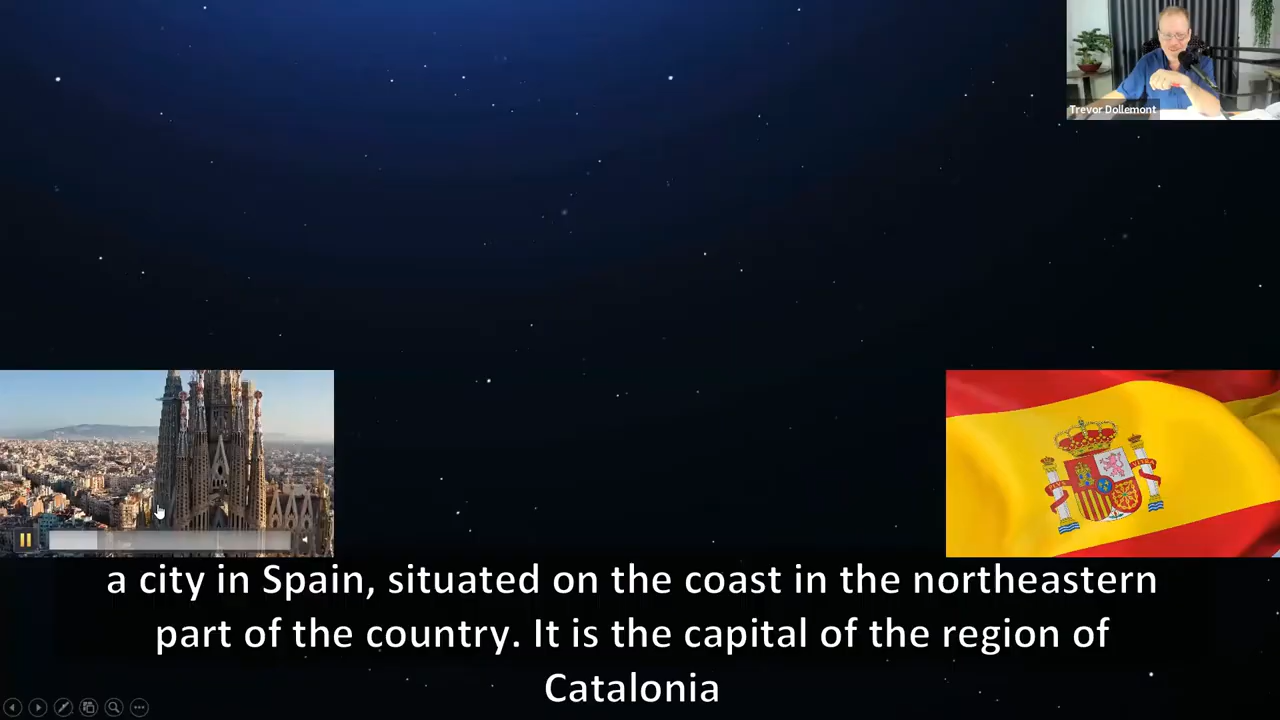 Trevor Dollemont
a city in Spain, situated on the coast in the northeastern
part of the country. It is the capital of the region of
Catalonia